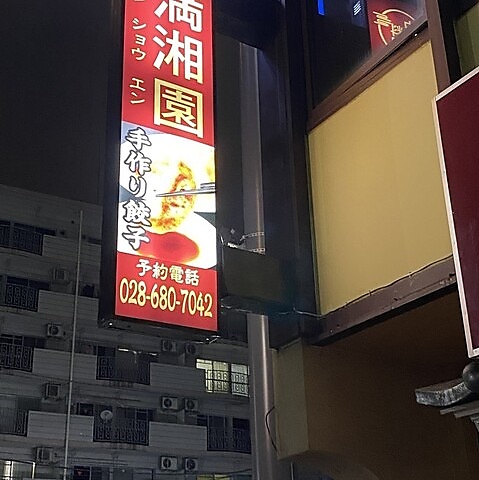 満湘園
ショウ エン
手作り餃子
予約電話
028-680-7042